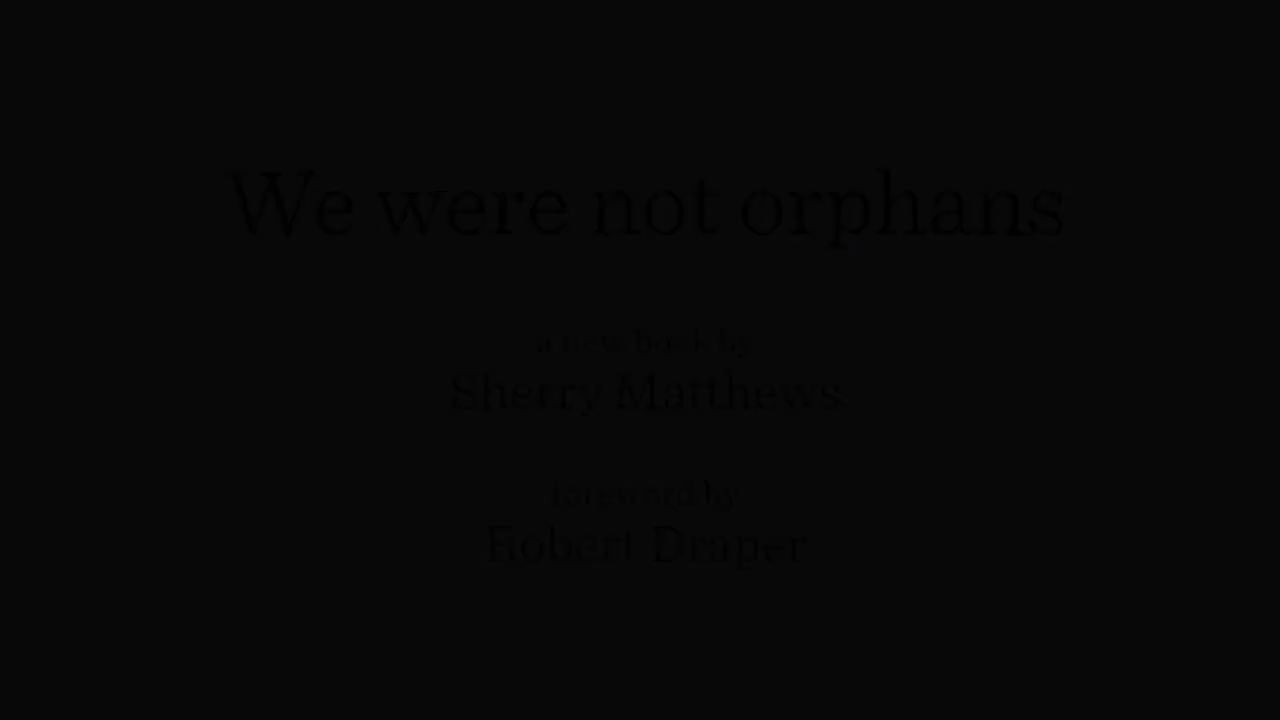 We were not orphans
a new book by
Sherry Matthews
foreword by
Robert Draper